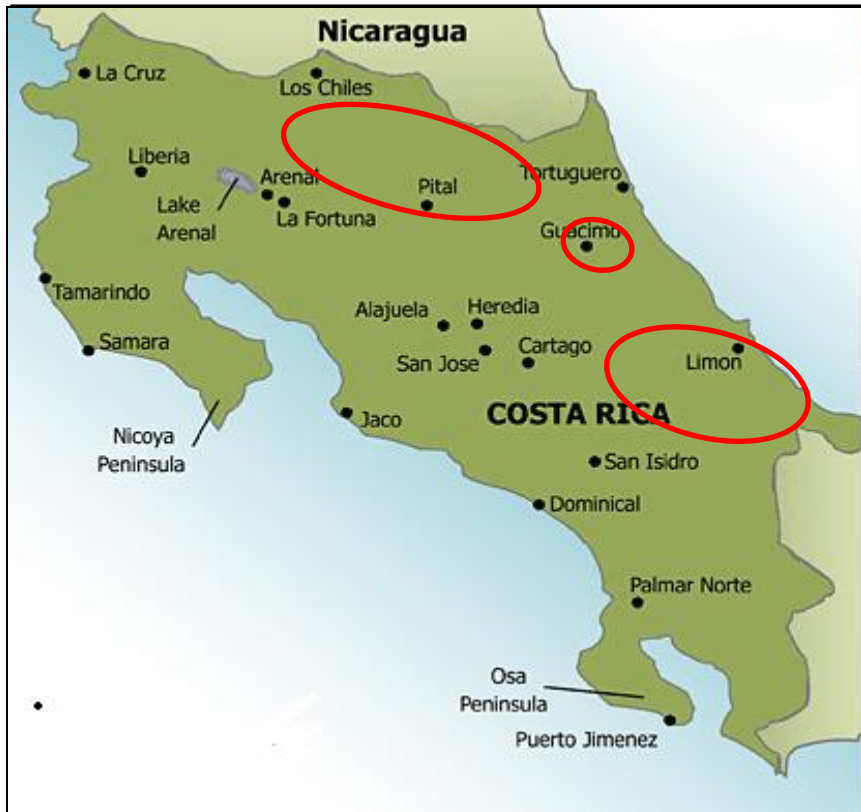 Nicaragua
La Cruz
Los Chiles
Liberia
Arenal
Pital
Tortuguero
Lake
Arenal
La Fortuna
Guacimo
Tamarindo
Alajuela
Heredia
Samara
San Jose
Cartago
Limon
COSTA RICA
Jaco
Nicoya
Peninsula
San Isidro
Dominical
Palmar Norte
Osa
Peninsula
Puerto Jimenez